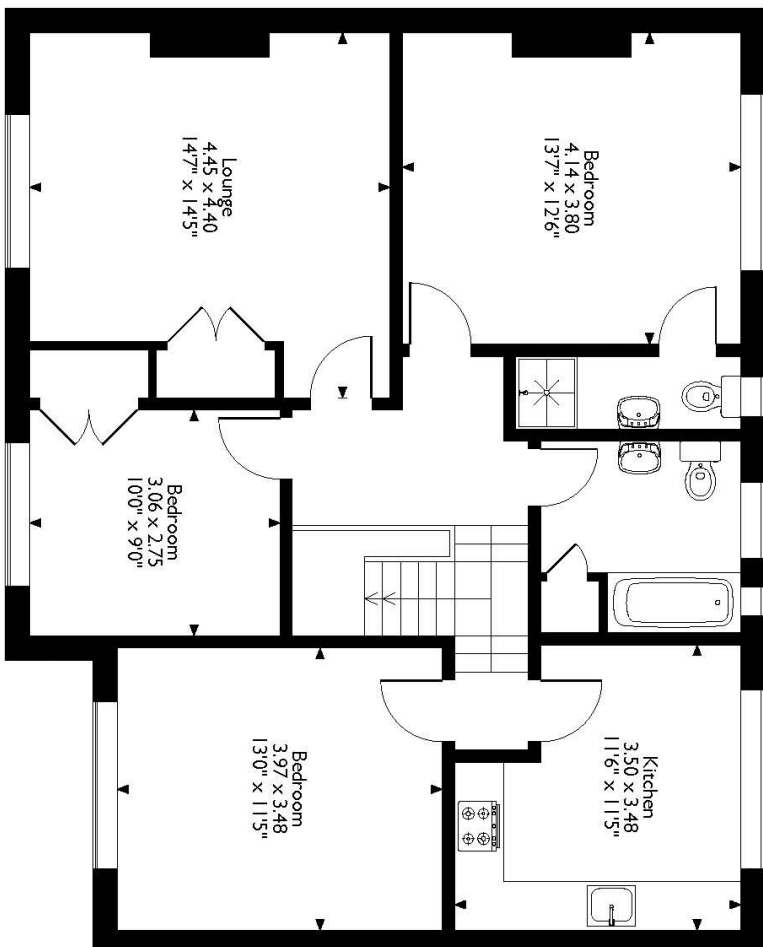 Lounge
4.45 x 4.40
14'7" x 14'5"
Bedroom
4.14 x 3.80
13'7" x 12'6"
Bedroom
3.06 x 2.75
10'0" x 9'0"
Bedroom
3.97 x 3.48
13'0" x 11'5"
Kitchen
3.50 x 3.48
11'6" x 11'5"